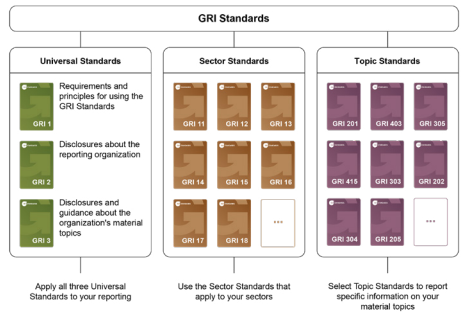 GRI Standards
Universal Standards
GRI 1
Requirements and
principles for using the
GRI Standards
GRI 2
Disclosures about the
reporting organization
GRI 3
Disclosures and
guidance about the
organization's material
topics
Apply all three Universal
Standards to your reporting
Sector Standards
GRI 11
GRI 12
GRI 13
GRI 14
GRI 15
GRI 16
GRI 17
GRI 18
...
Use the Sector Standards that
apply to your sectors
Topic Standards
GRI 201
GRI 403
GRI 305
GRI 415
GRI 303
GRI 202
GRI 304
GRI 205
...
Select Topic Standards to report
specific information on your
material topics